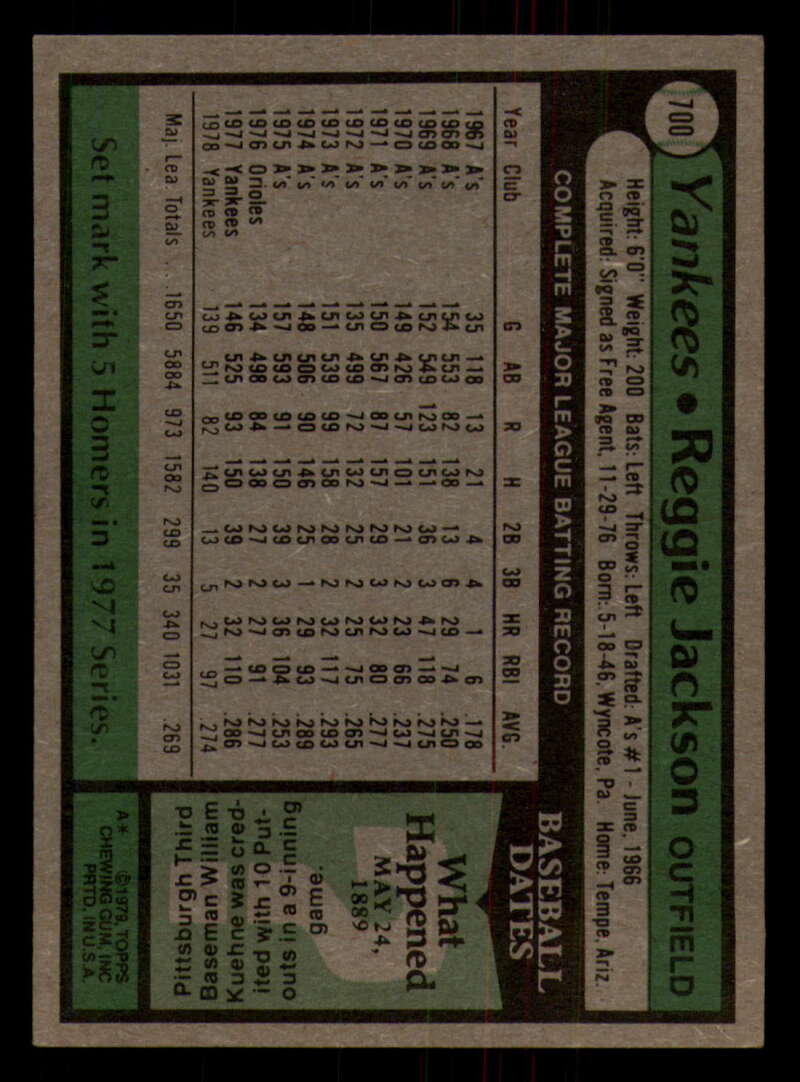 700 Yankees • Reggie Jackson OUTFIELD
Height: 6'0" Weight: 200 Bats: Left Throws: Left Drafted: A's #1 - June, 1966
Acquired: Signed as Free Agent, 11-29-76 Born: 5-18-46, Wyncote, Pa. Home: Tempe, Ariz.
COMPLETE MAJOR LEAGUE BATTING RECORD
Year Club G AB R H 2B 3B HR RBI AVG.
1967 A's 35 118 13 21 4 4 1 6 .178
1968 A's 154 553 82 138 13 6 29 74 .250
1969 A's 152 549 123 151 36 3 47 118 .275
1970 A's 149 426 57 101 21 2 23 66 .237
1971 A's 150 567 87 157 29 3 32 80 .277
1972 A's 135 499 72 132 25 2 25 75 .265
1973 A's 151 539 99 158 28 2 32 117 .293
1974 A's 148 506 90 146 25 1 29 93 .289
1975 A's 157 593 91 150 39 3 36 104 .253
1976 Orioles 134 498 84 138 27 2 27 91 .277
1977 Yankees 146 525 93 150 39 2 32 110 .286
1978 Yankees 139 511 82 140 13 5 27 97 .274
Maj. Lea Totals . . . 1650 5884 973 1582 299 35 340 1031 .269
Set mark with 5 Homers in 1977 Series.
BASEBALL
DATES
What
Happened
MAY 24,
1889
Pittsburgh Third
Baseman William
Kuehne was cred-
ited with 10 Put-
outs in a 9-inning
game.
A* ©1979, TOPPS
CHEWING GUM, INC
PRTD. IN U.S.A.